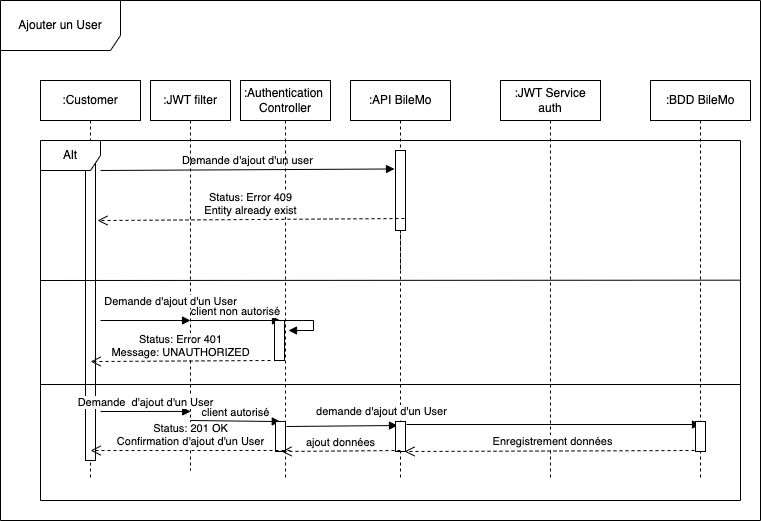 Ajouter un User
:Customer
:JWT filter
:Authentication
Controller
:API BileMo
:JWT Service
auth
:BDD BileMo
Alt
Demande d'ajout d'un user
Status: Error 409
Entity already exist
Demande d'ajout d'un User
client non autorisé
Status: Error 401
Message: UNAUTHORIZED
Demande  d'ajout d'un User
client autorisé
demande d'ajout d'un User
Status: 201 OK
Confirmation d'ajout d'un User
ajout données
Enregistrement données